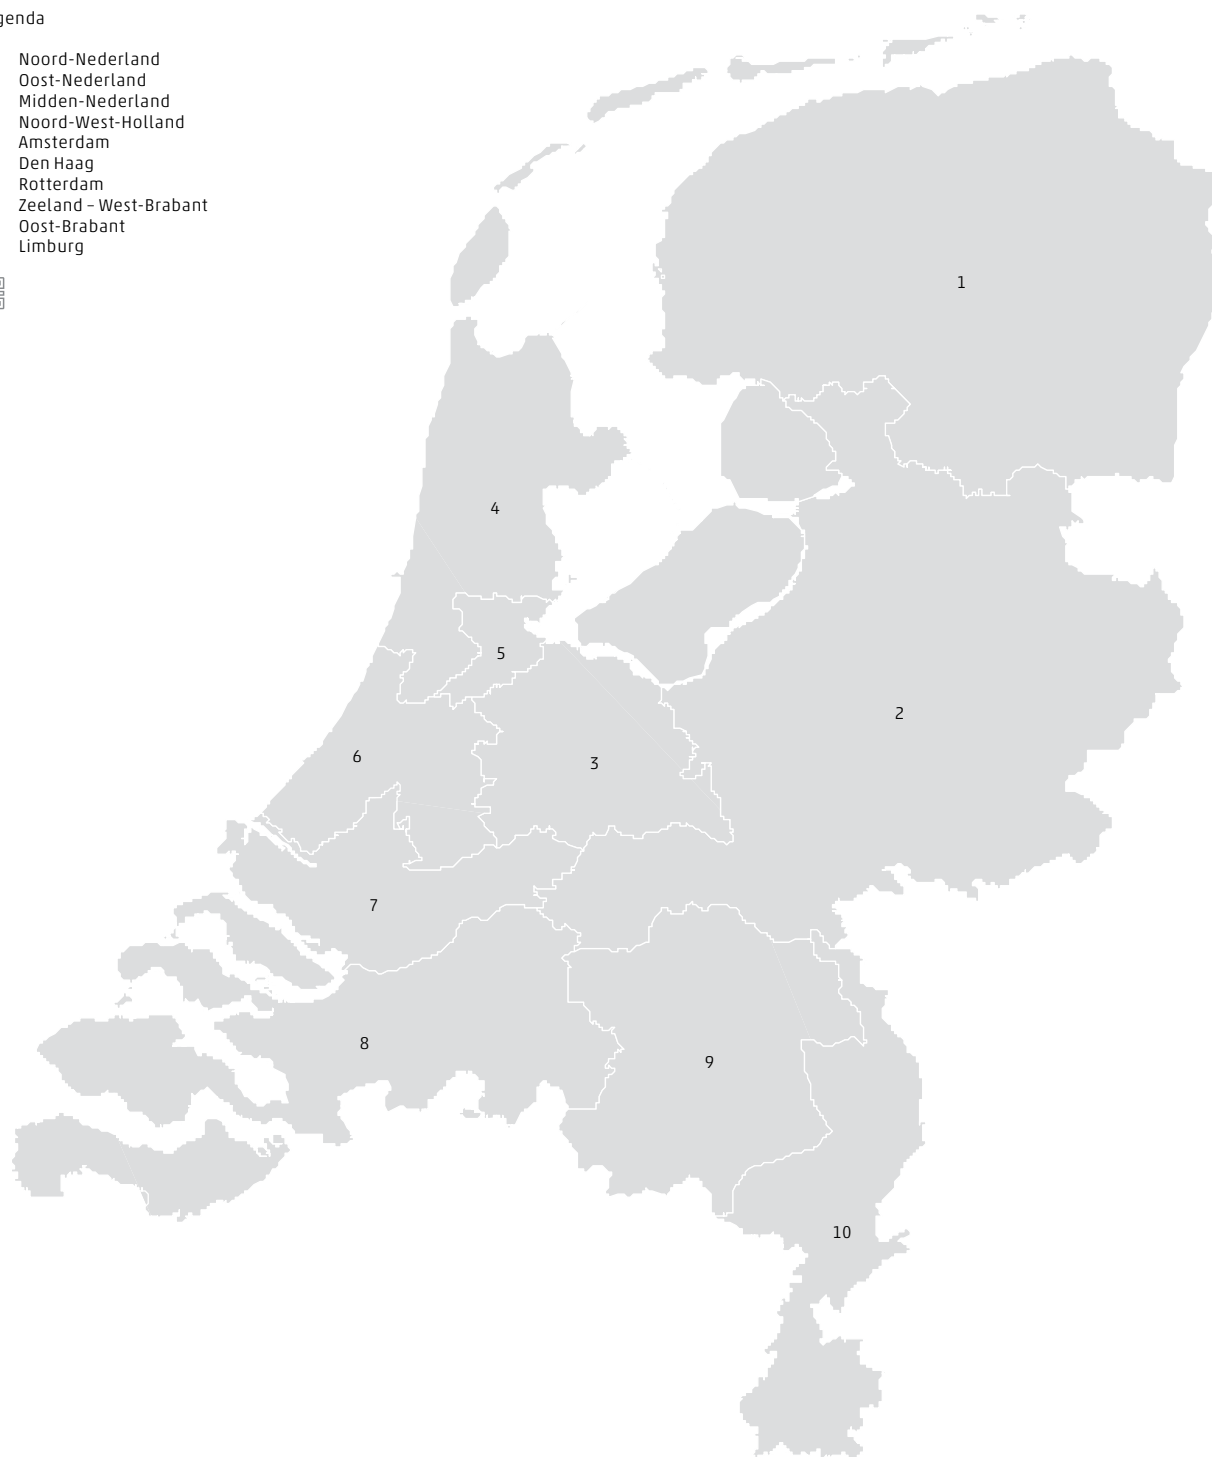 genda
Noord-Nederland
Oost-Nederland
Midden-Nederland
Noord-West-Holland
Amsterdam
Den Haag
Rotterdam
Zeeland – West-Brabant
Oost-Brabant
Limburg
1
4
5
2
6
3
7
8
9
10